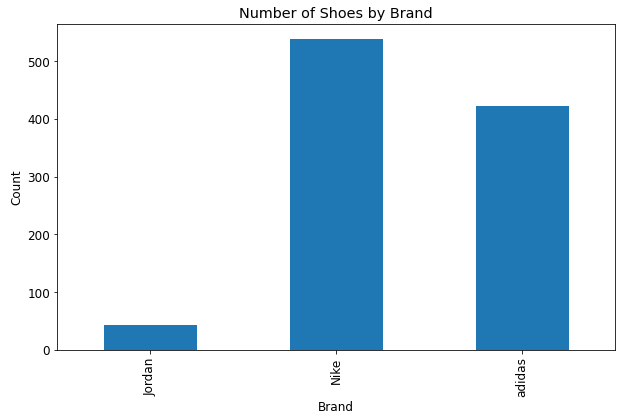 Number of Shoes by Brand
500
400
300
200
100
0
Count
Jordan
Nike
adidas
Brand